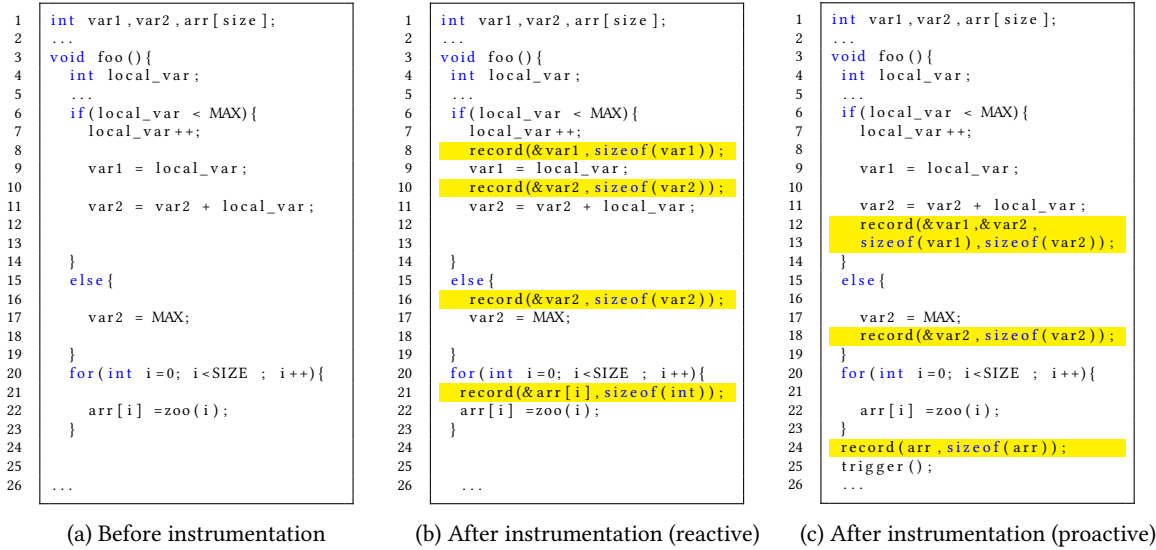 1 int var1,var2,arr[size];
2 ...
3 void foo(){
4 int local_var;
5 ...
6 if(local_var < MAX){
7 local_var++;
8
9 var1 = local_var;
10
11 var2 = var2 + local_var;
12
13
14 }
15 else{
16
17 var2 = MAX;
18
19 }
20 for(int i=0; i<SIZE ; i++){
21
22 arr[i] =zoo(i);
23 }
24
25
26 ...
(a) Before instrumentation
1 int var1,var2,arr[size];
2 ...
3 void foo(){
4 int local_var;
5 ...
6 if(local_var < MAX){
7 local_var++;
8 record(&var1,sizeof(var1));
9 var1 = local_var;
10 record(&var2,sizeof(var2));
11 var2 = var2 + local_var;
12
13
14 }
15 else{
16 record(&var2,sizeof(var2));
17 var2 = MAX;
18
19 }
20 for(int i=0; i<SIZE ; i++){
21 record(&arr[i],sizeof(int));
22 arr[i] =zoo(i);
23 }
24
25
26 ...
(b) After instrumentation (reactive)
1 int var1,var2,arr[size];
2 ...
3 void foo(){
4 int local_var;
5 ...
6 if(local_var < MAX){
7 local_var++;
8
9 var1 = local_var;
10
11 var2 = var2 + local_var;
12 record(&var1,&var2,
13 sizeof(var1),sizeof(var2));
14 }
15 else{
16
17 var2 = MAX;
18 record(&var2,sizeof(var2));
19 }
20 for(int i=0; i<SIZE ; i++){
21
22 arr[i] =zoo(i);
23 }
24 record(arr,sizeof(arr));
25 trigger();
26 ...
(c) After instrumentation (proactive)